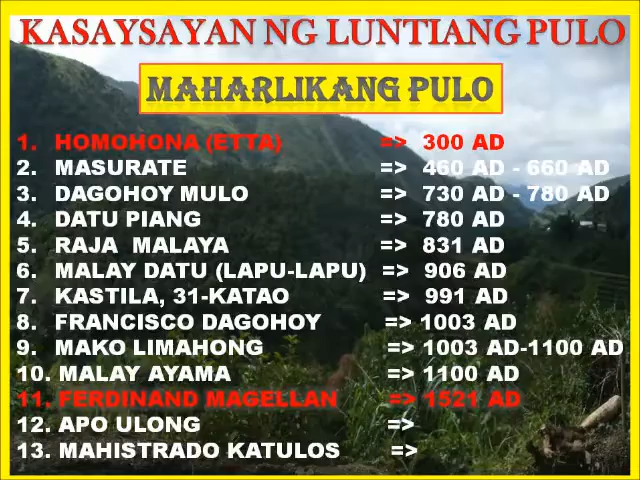 KASAYSAYAN NG LUNTIANG PULO
MAHARLIKANG PULO
1. HOMOHONA (ETTA) => 300 AD
2. MASURATE => 460 AD - 660 AD
3. DAGOHOY MULO => 730 AD - 780 AD
4. DATU PIANG => 780 AD
5. RAJA MALAYA => 831 AD
6. MALAY DATU (LAPU-LAPU) => 906 AD
7. KASTILA, 31-KATAO => 991 AD
8. FRANCISCO DAGOHOY => 1003 AD
9. MAKO LIMAHONG => 1003 AD-1100 AD
10. MALAY AYAMA => 1100 AD
11. FERDINAND MAGELLAN => 1521 AD
12. APO ULONG =>
13. MAHISTRADO KATULOS =>